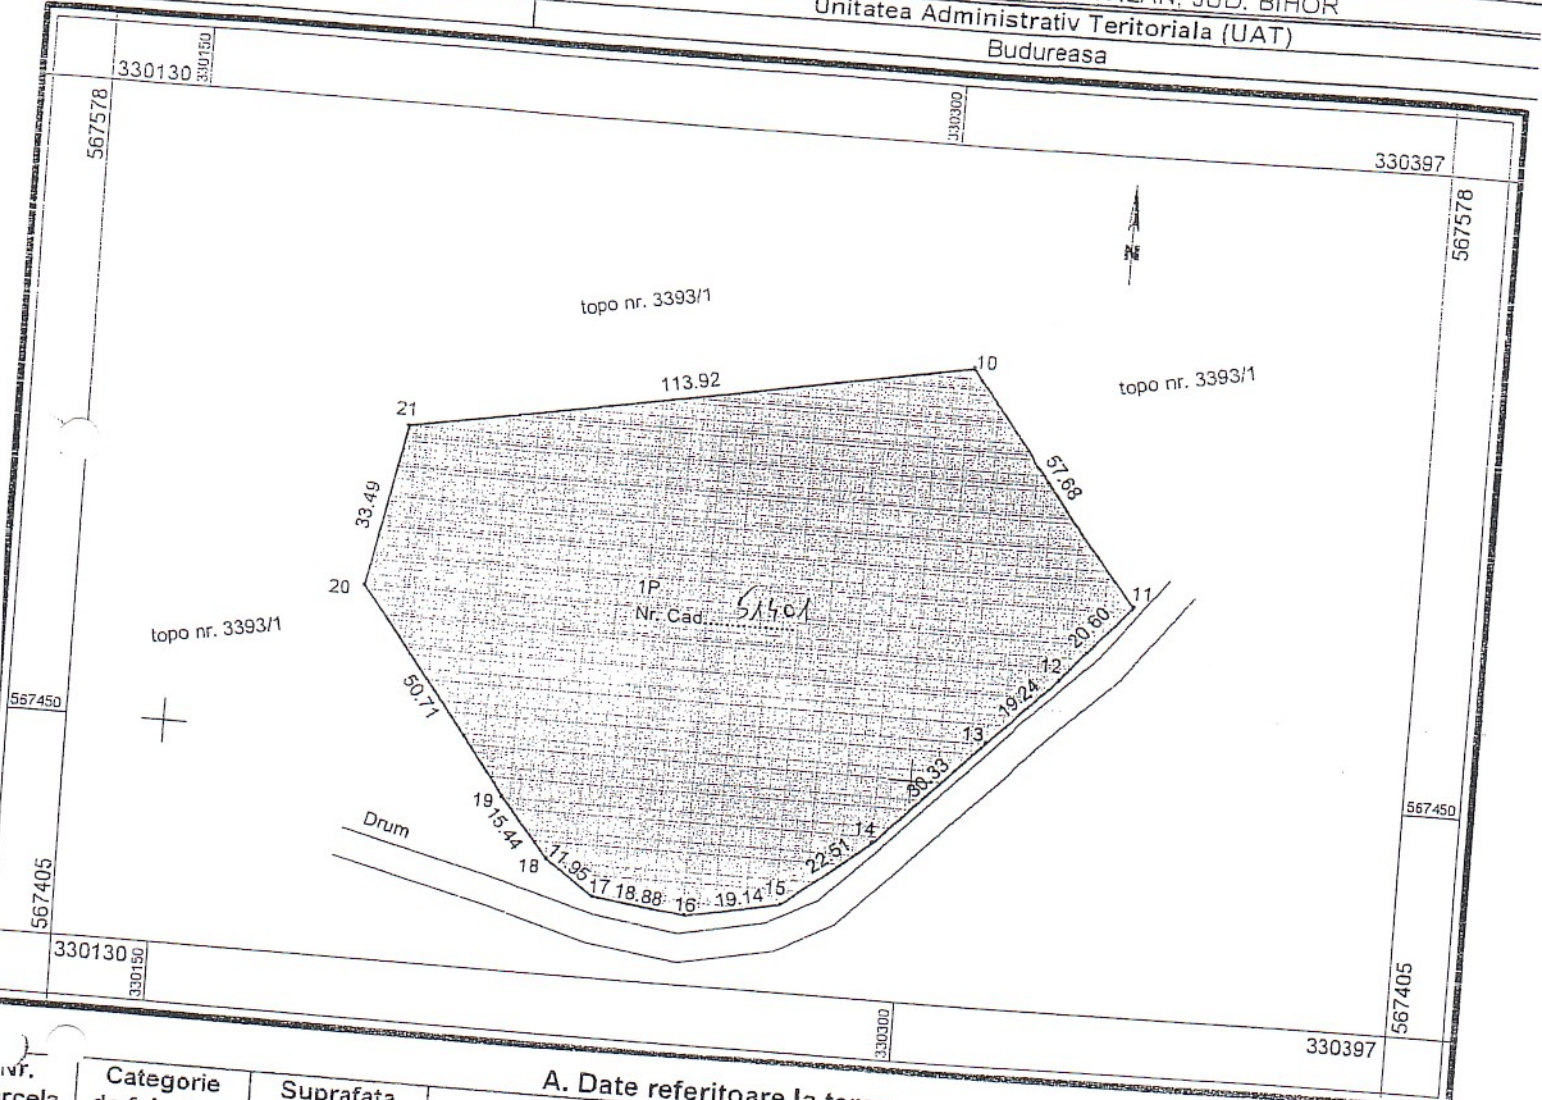 JUD. BIHOR
Unitatea Administrativ Teritoriala (UAT)
Budureasa
330130
330150
330300
330397
567578
567578
N
topo nr. 3393/1
topo nr. 3393/1
10
113.92
21
57.68
33.49
20
1P
Nr. Cad. 51401
11
20.60
12
19.24
13
30.33
14
22.51
15
19.14
16
18.88
17
11.95
18
15.44
19
50.71
topo nr. 3393/1
567450
567450
Drum
567405
567405
330130
330150
330300
330397
Nr.
Categorie
Suprafata
A. Date referitoare la